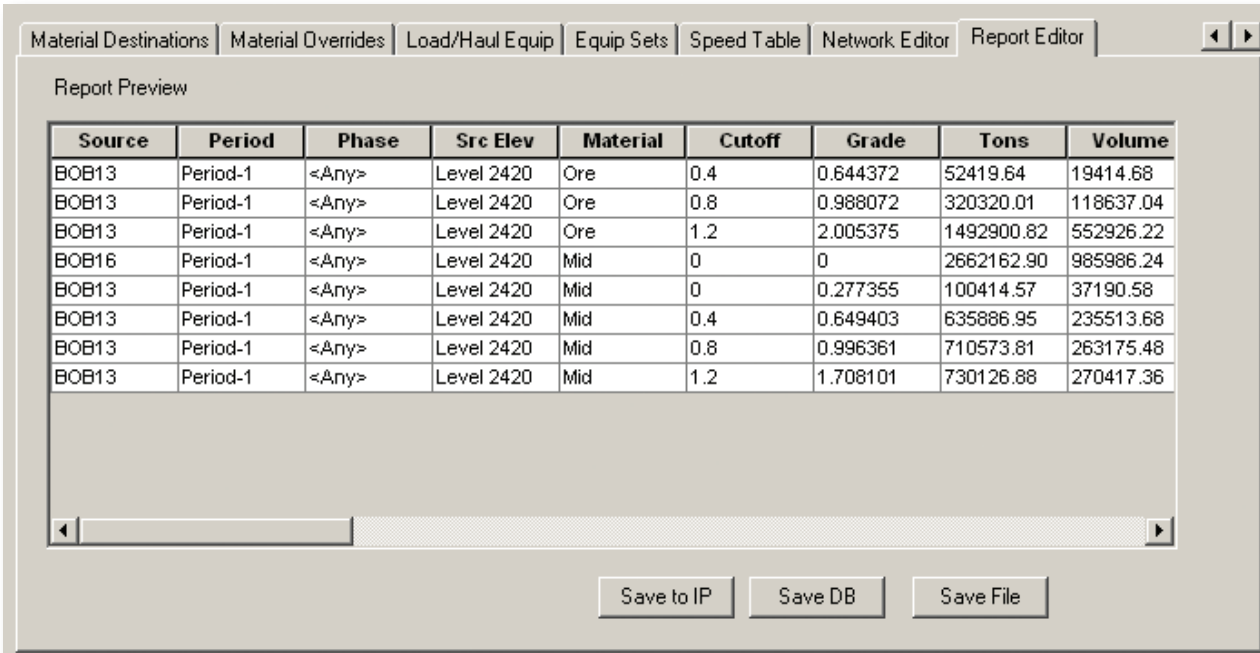 Material Destinations Material Overrides Load/Haul Equip Equip Sets Speed Table Network Editor Report Editor
Report Preview
Source Period Phase Src Elev Material Cutoff Grade Tons Volume
BOB13 Period-1 <Any> Level 2420 Ore 0.4 0.644372 52419.64 19414.68
BOB13 Period-1 <Any> Level 2420 Ore 0.8 0.988072 320320.01 118637.04
BOB13 Period-1 <Any> Level 2420 Ore 1.2 2.005375 1492900.82 552926.22
BOB16 Period-1 <Any> Level 2420 Mid 0 0 2662162.90 985986.24
BOB13 Period-1 <Any> Level 2420 Mid 0 0.277355 100414.57 37190.58
BOB13 Period-1 <Any> Level 2420 Mid 0.4 0.649403 635886.95 235513.68
BOB13 Period-1 <Any> Level 2420 Mid 0.8 0.996361 710573.81 263175.48
BOB13 Period-1 <Any> Level 2420 Mid 1.2 1.708101 730126.88 270417.36
Save to IP Save DB Save File